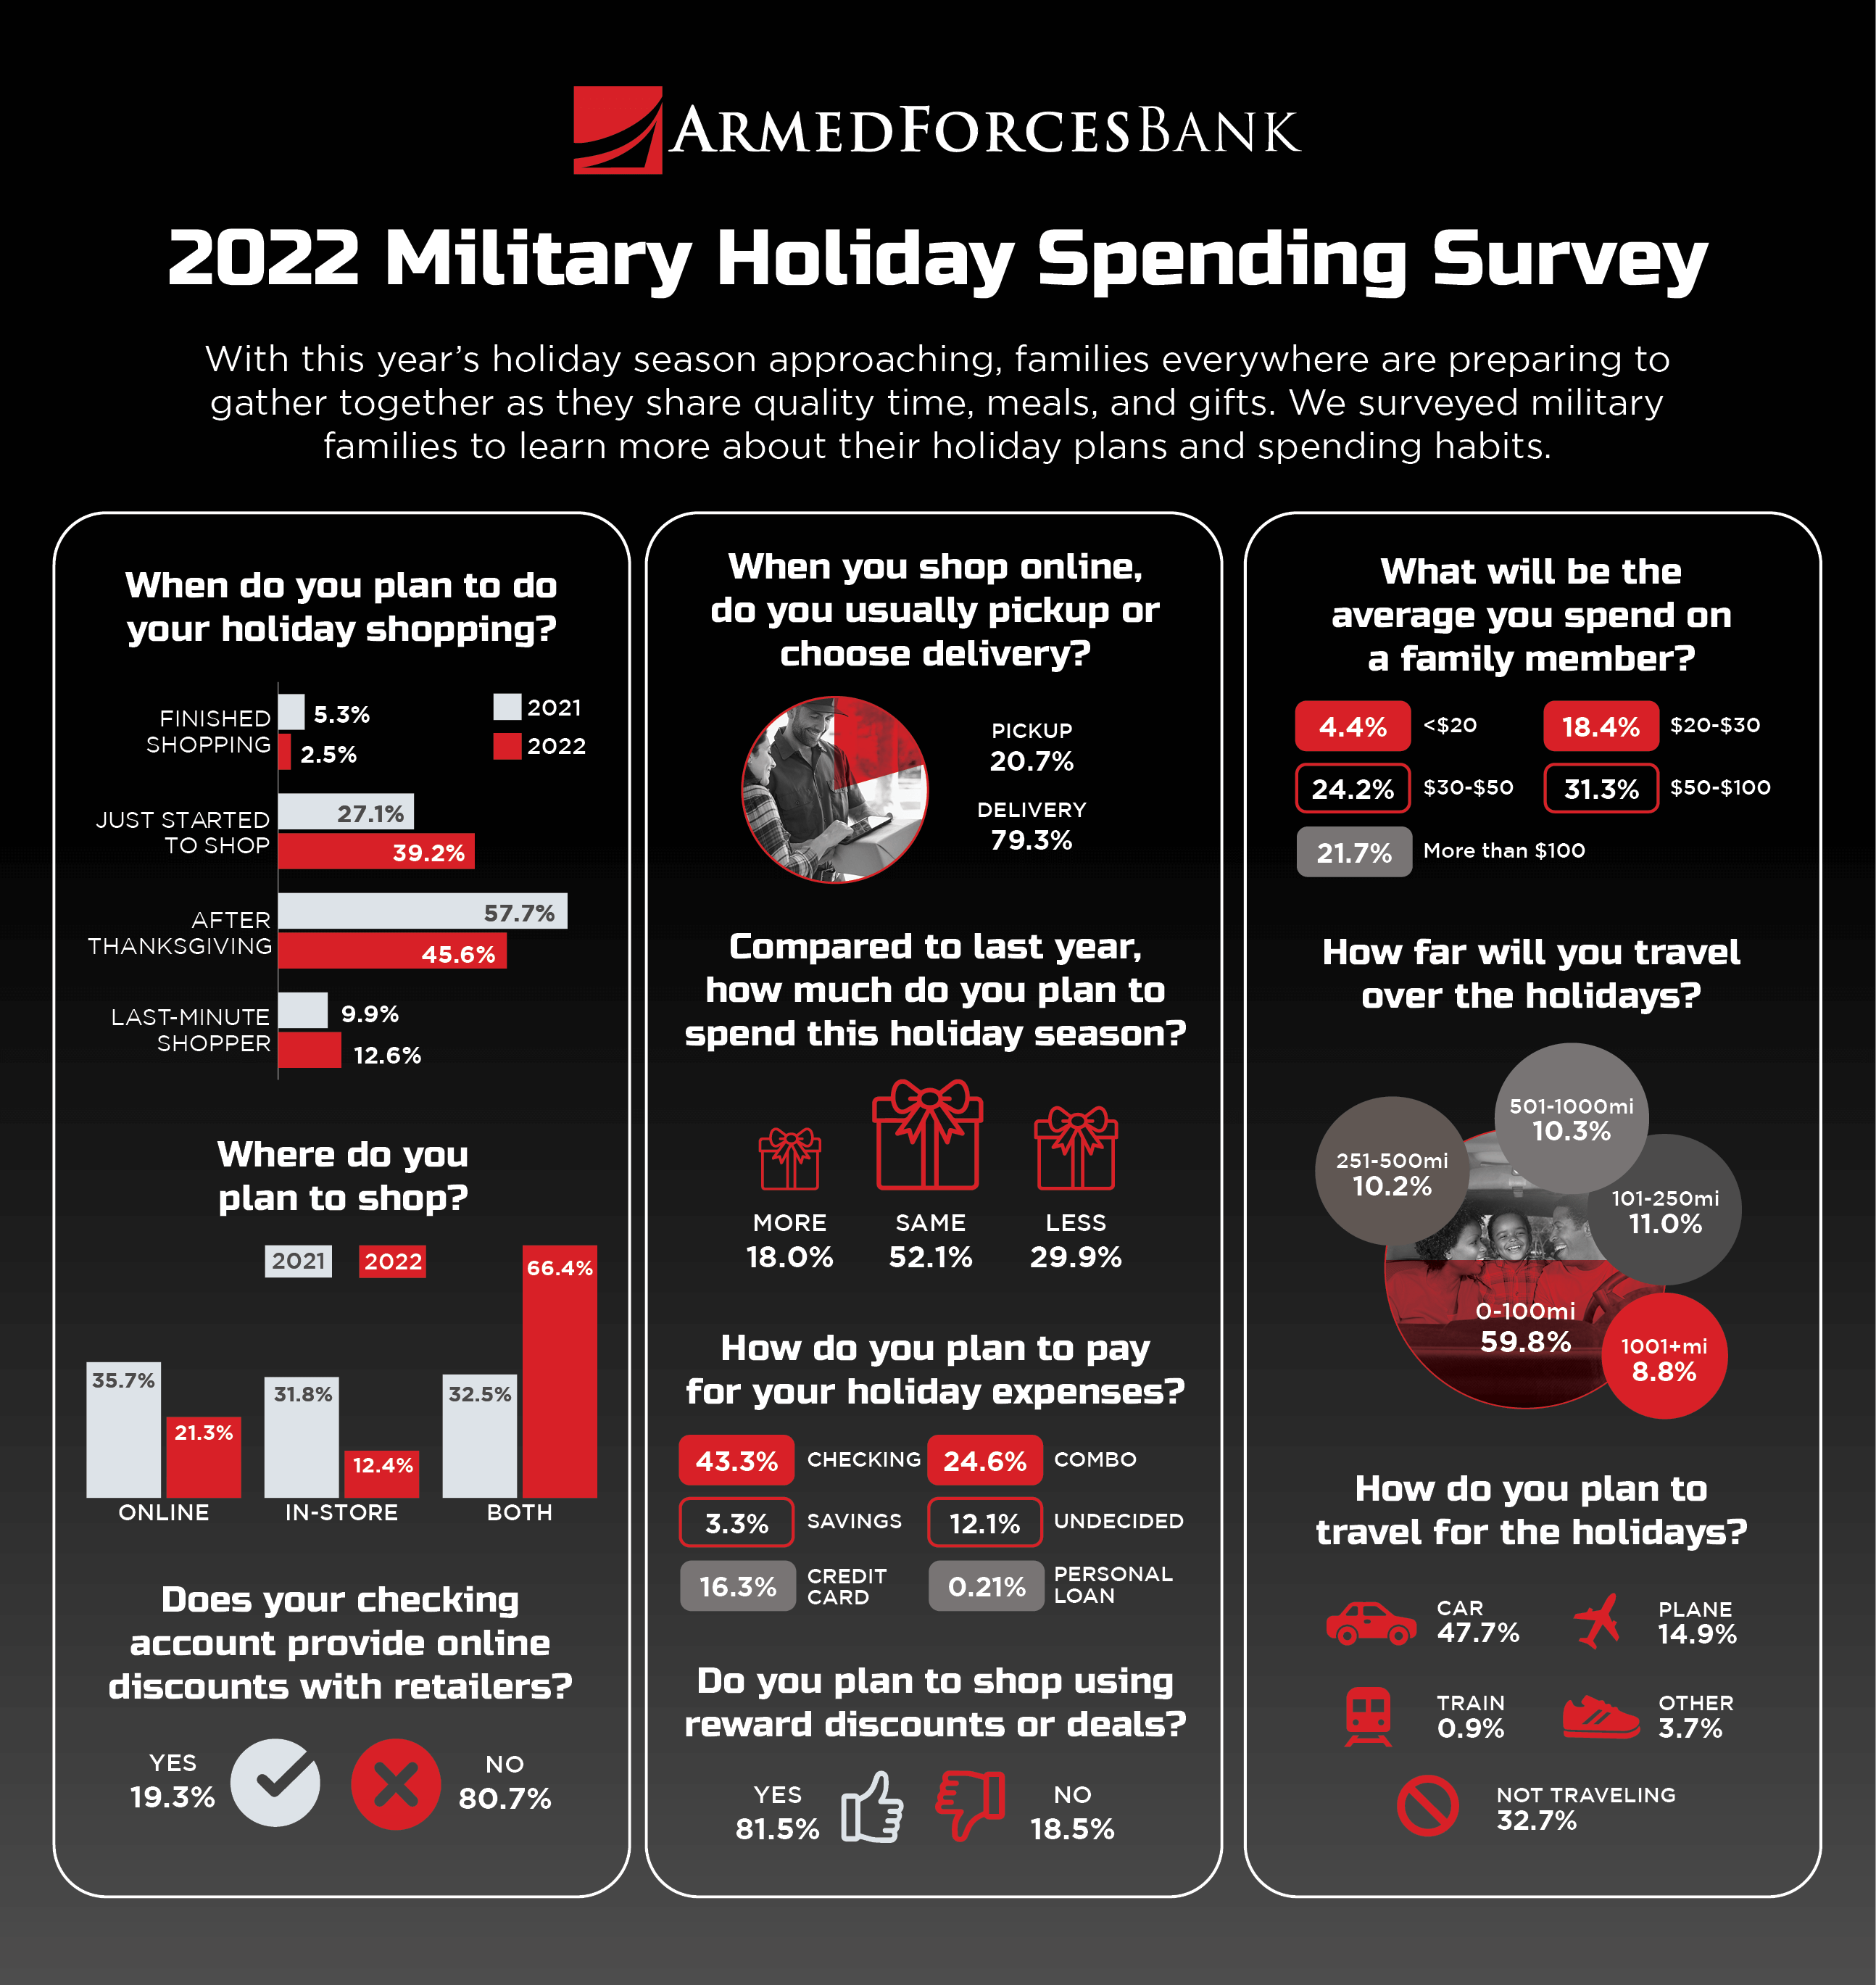 ARMEDFORCESBANK
2022 Military Holiday Spending Survey
With this year's holiday season approaching, families everywhere are preparing to
gather together as they share quality time, meals, and gifts. We surveyed military
families to learn more about their holiday plans and spending habits.
When do you plan to do
your holiday shopping?
2021
2022
FINISHED
SHOPPING
5.3%
2.5%
JUST STARTED
TO SHOP
27.1%
39.2%
AFTER
THANKSGIVING
57.7%
45.6%
LAST-MINUTE
SHOPPER
9.9%
12.6%
Where do you
plan to shop?
2021
2022
35.7%
21.3%
31.8%
12.4%
32.5%
66.4%
ONLINE
IN-STORE
BOTH
Does your checking
account provide online
discounts with retailers?
YES
19.3%
NO
80.7%
When you shop online,
do you usually pickup or
choose delivery?
PICKUP
20.7%
DELIVERY
79.3%
Compared to last year,
how much do you plan to
spend this holiday season?
MORE
18.0%
SAME
52.1%
LESS
29.9%
How do you plan to pay
for your holiday expenses?
43.3% CHECKING
24.6% COMBO
3.3% SAVINGS
12.1% UNDECIDED
16.3% CREDIT
CARD
0.21% PERSONAL
LOAN
Do you plan to shop using
reward discounts or deals?
YES
81.5%
NO
18.5%
What will be the
average you spend on
a family member?
4.4% <$20
18.4% $20-$30
24.2% $30-$50
31.3% $50-$100
21.7% More than $100
How far will you travel
over the holidays?
501-1000mi
10.3%
251-500mi
10.2%
101-250mi
11.0%
0-100mi
59.8%
1001+mi
8.8%
How do you plan to
travel for the holidays?
CAR
47.7%
PLANE
14.9%
TRAIN
0.9%
OTHER
3.7%
NOT TRAVELING
32.7%